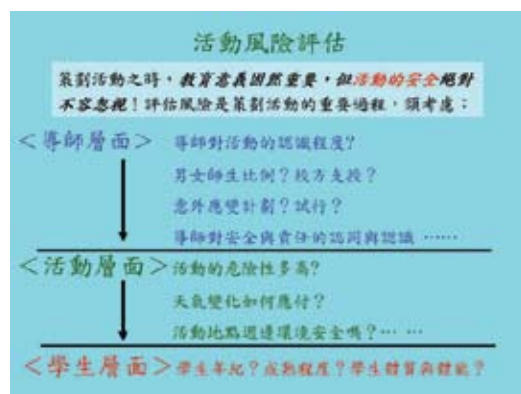 活動風險評估
策劃活動之時，教育意義固然重要，但活動的安全絕對
不容忽視！評估風險是策劃活動的重要過程，須考慮：
＜導師層面＞ 導師對活動的認識程度？
男女師生比例？校方支援？
意外應變計劃？試行？
導師對安全與責任的認同與認識 ……
＜活動層面＞活動的危險性多高？
天氣變化如何應付？
活動地點週邊環境安全嗎？… …
＜學生層面＞學生年紀？成熟程度？學生體質與體能？